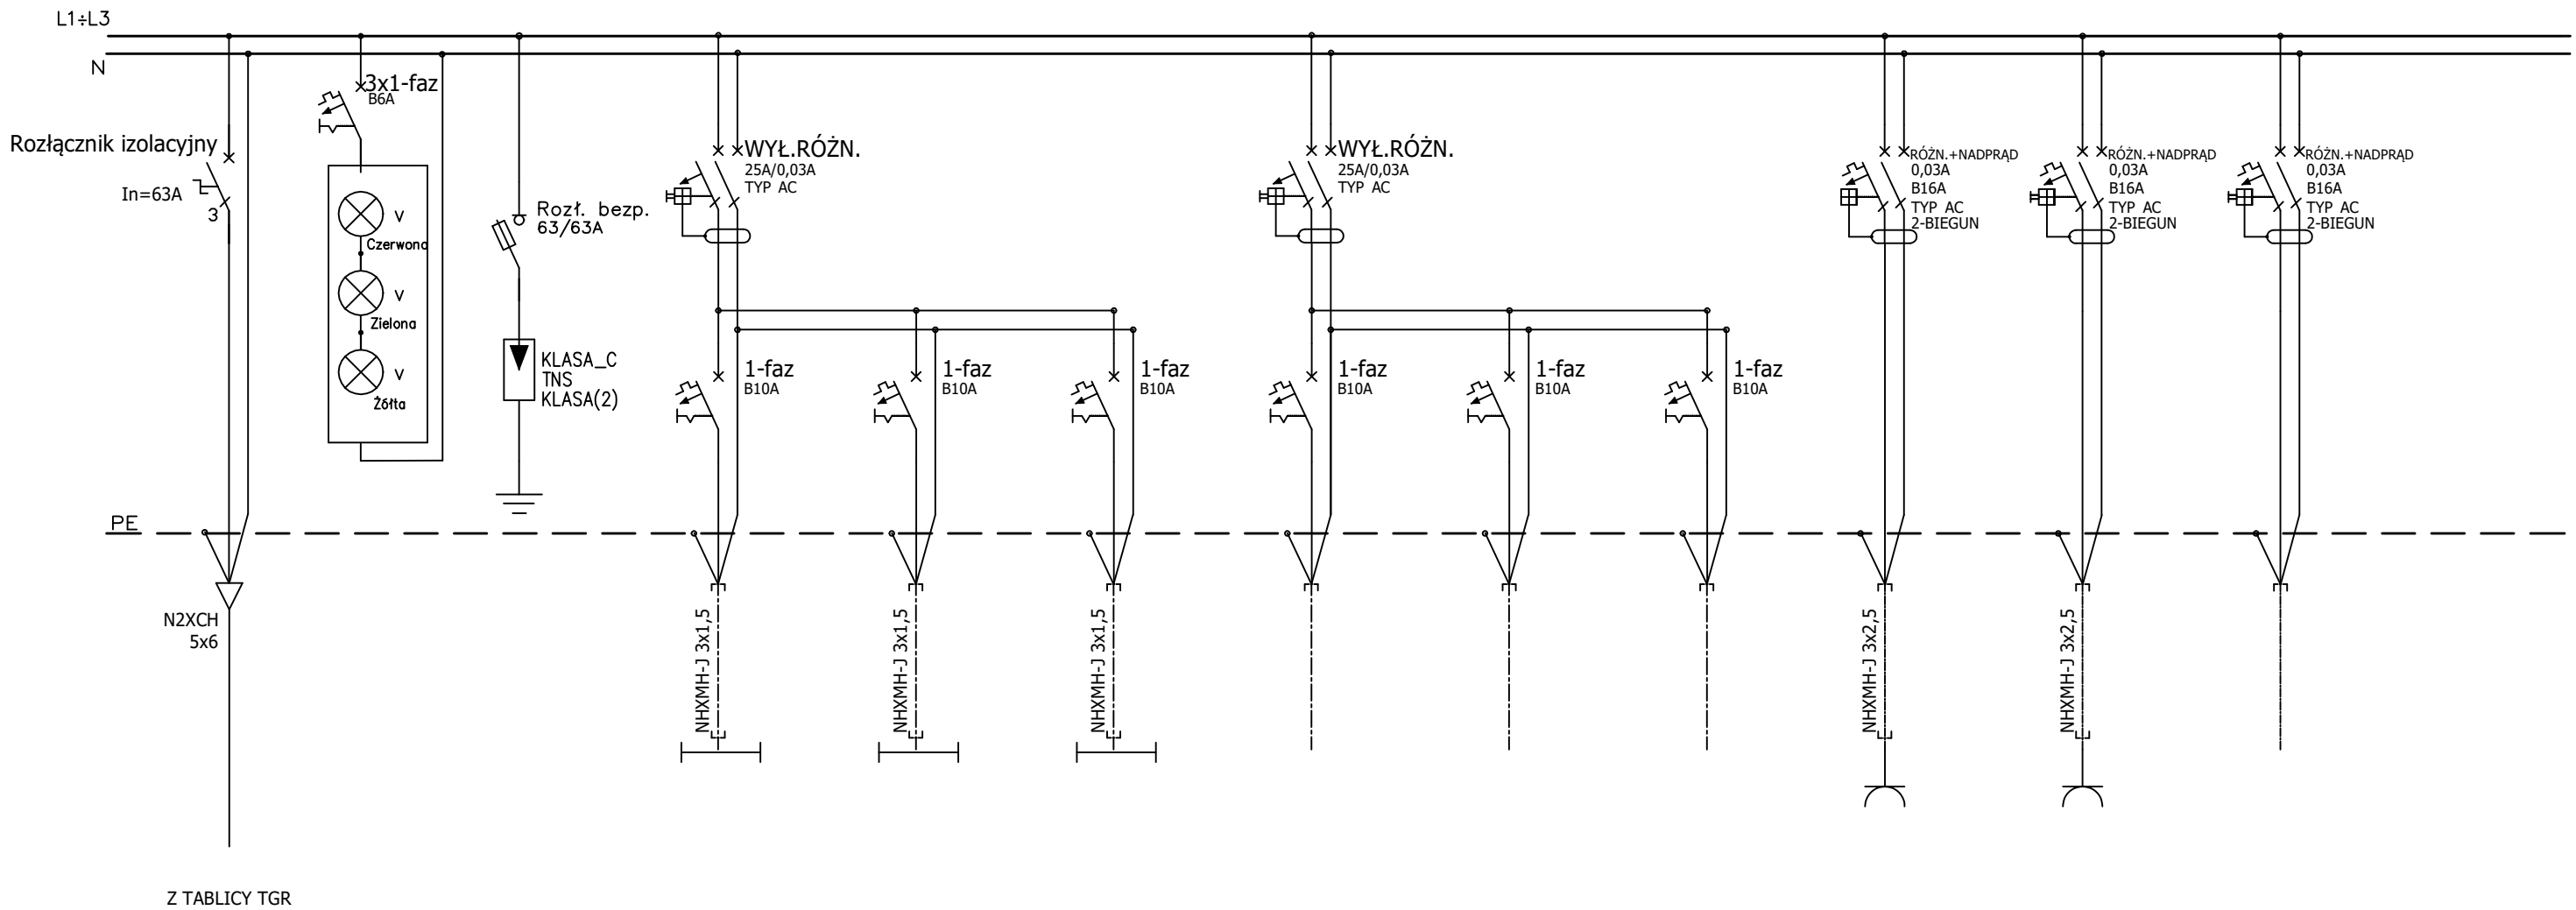 L1÷L3
N
Rozłącznik izolacyjny
In=63A
3
3x1-faz
B6A
V
Czerwona
V
Zielona
V
Żółta
Rozł. bezp.
63/63A
KLASA_C
TNS
KLASA(2)
WYŁ.RÓŻN.
25A/0,03A
TYP AC
1-faz
B10A
1-faz
B10A
1-faz
B10A
WYŁ.RÓŻN.
25A/0,03A
TYP AC
1-faz
B10A
1-faz
B10A
1-faz
B10A
RÓŻN.+NADPRĄD
0,03A
B16A
TYP AC
2-BIEGUN
RÓŻN.+NADPRĄD
0,03A
B16A
TYP AC
2-BIEGUN
RÓŻN.+NADPRĄD
0,03A
B16A
TYP AC
2-BIEGUN
PE
N2XCH
5x6
NHXMH-J 3x1,5
NHXMH-J 3x1,5
NHXMH-J 3x1,5
NHXMH-J 3x2,5
NHXMH-J 3x2,5
Z TABLICY TGR